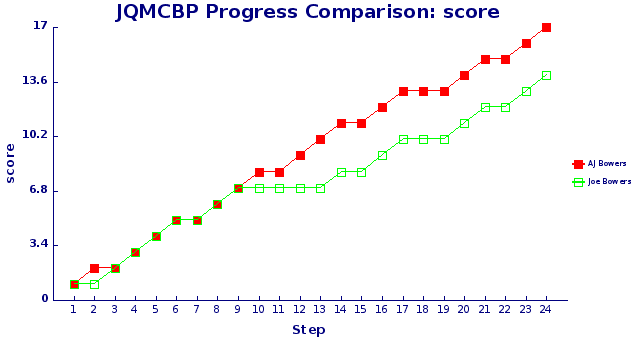 JQMCBP Progress Comparison: score
17
13.6
10.2
6.8
3.4
0
score
1 2 3 4 5 6 7 8 9 10 11 12 13 14 15 16 17 18 19 20 21 22 23 24
Step
AJ Bowers
Joe Bowers